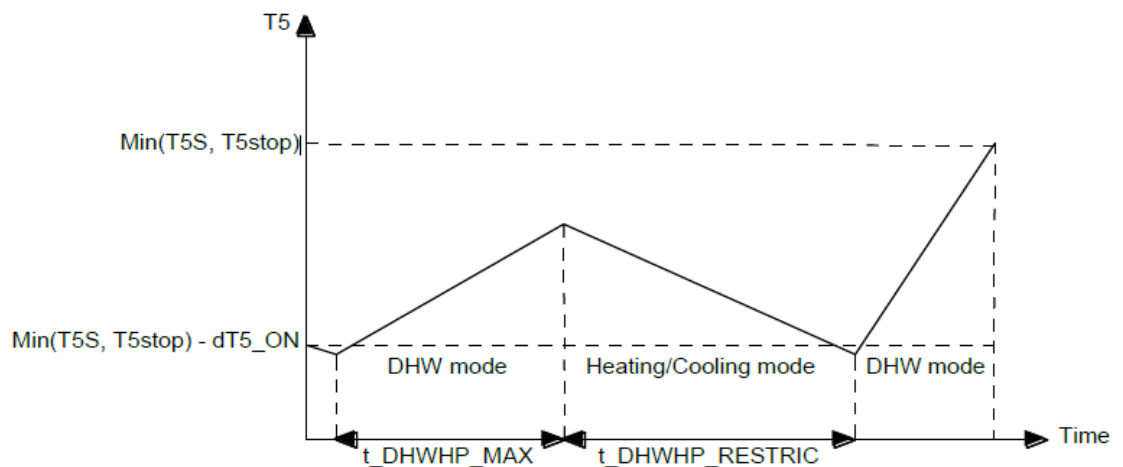 T5
Min(T5S, T5stop)
Min(T5S, T5stop) - dT5_ON
DHW mode
Heating/Cooling mode
DHW mode
Time
t_DHWHP_MAX
t_DHWHP_RESTRIC